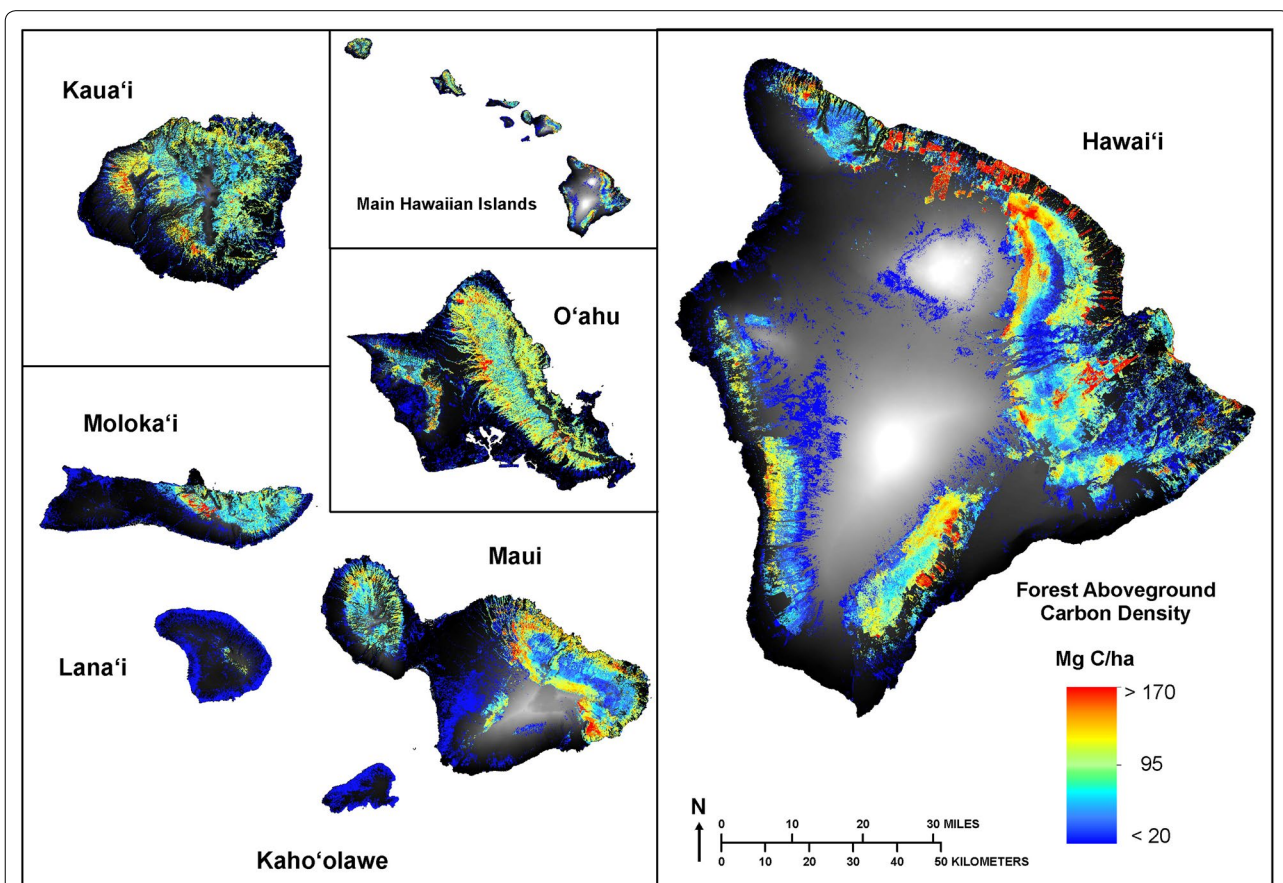 Kaua‘i
Main Hawaiian Islands
Hawai‘i
O‘ahu
Moloka‘i
Maui
Lana‘i
Kaho‘olawe
Forest Aboveground
Carbon Density
Mg C/ha
> 170
95
< 20
N
0 10 20 30 MILES
0 10 20 30 40 50 KILOMETERS